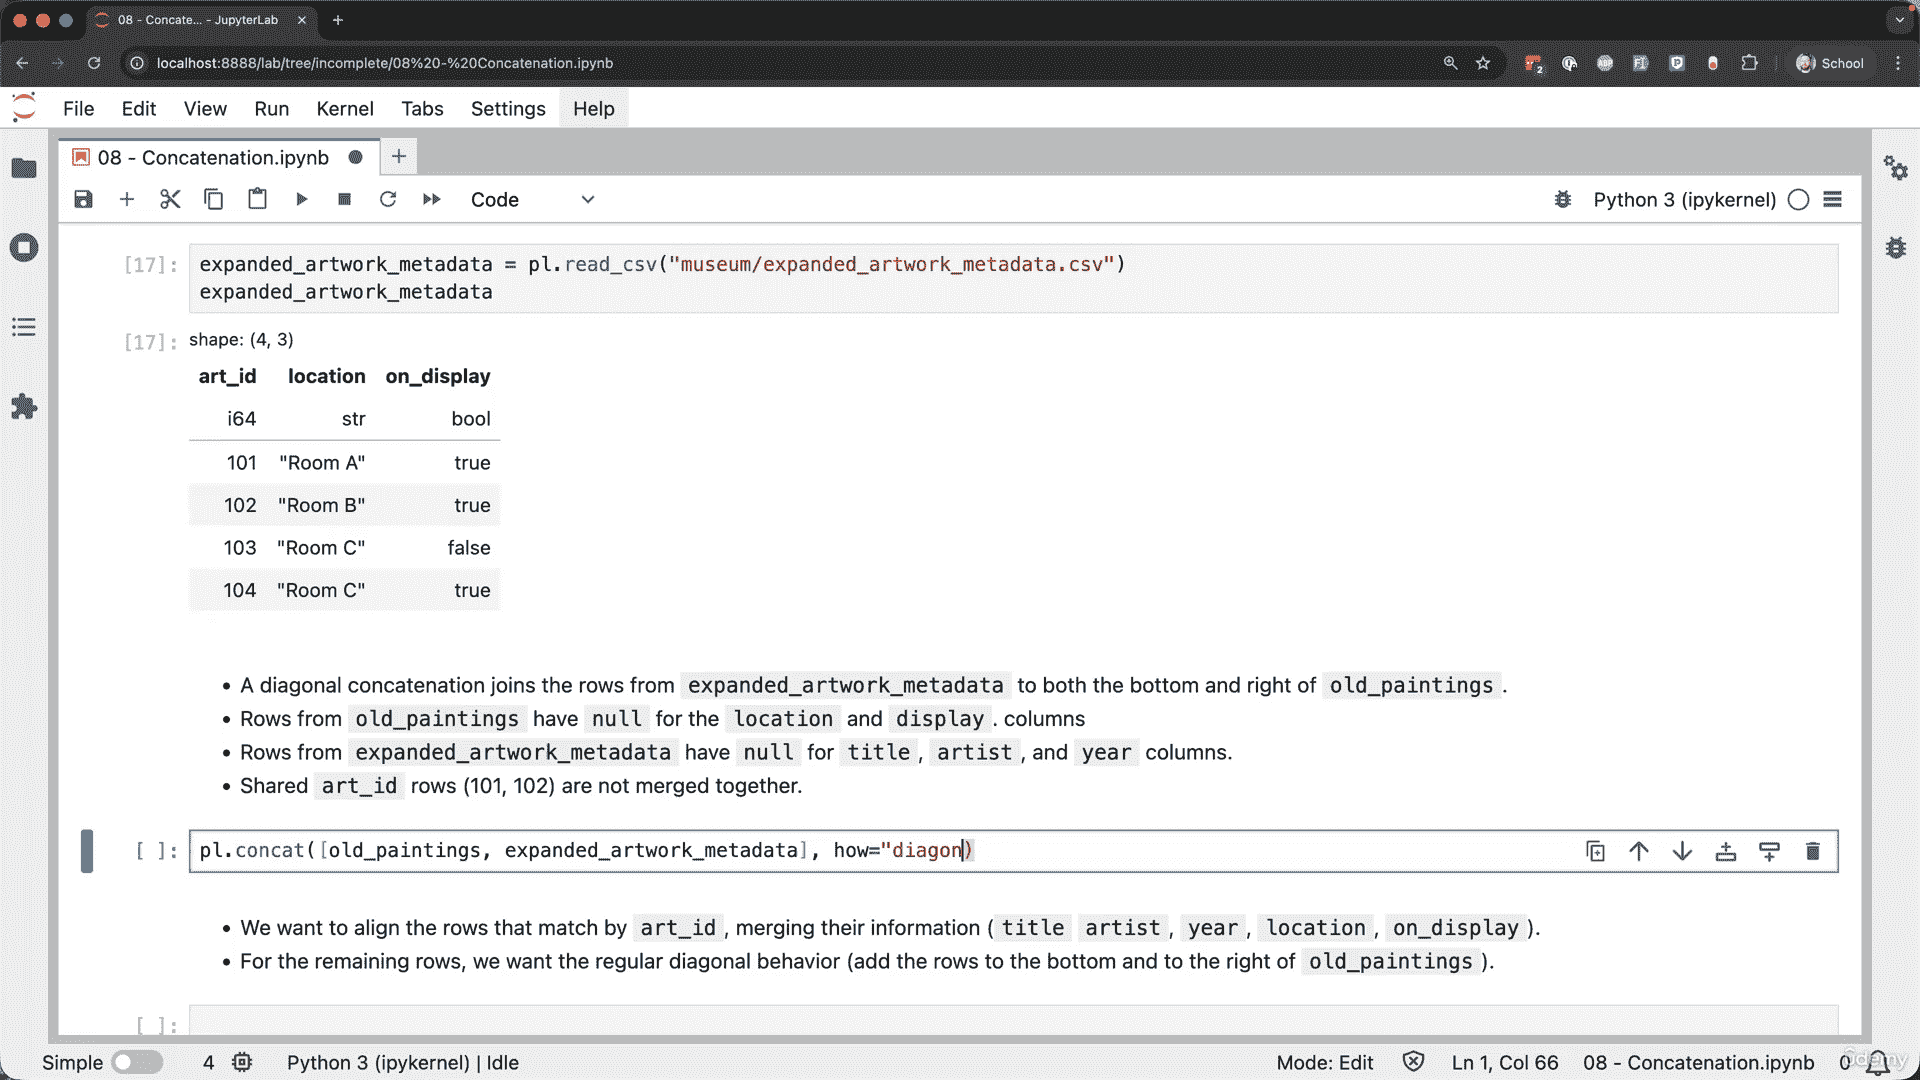 08 - Concate... - JupyterLab
localhost:8888/lab/tree/incomplete/08%20-%20Concatenation.ipynb
2
ABP
School
File Edit View Run Kernel Tabs Settings Help
08 - Concatenation.ipynb
Code
Python 3 (ipykernel)
[17]: expanded_artwork_metadata = pl.read_csv("museum/expanded_artwork_metadata.csv")
expanded_artwork_metadata
[17]: shape: (4, 3)
art_id location on_display
i64 str bool
101 "Room A" true
102 "Room B" true
103 "Room C" false
104 "Room C" true
• A diagonal concatenation joins the rows from expanded_artwork_metadata to both the bottom and right of old_paintings .
• Rows from old_paintings have null for the location and display . columns
• Rows from expanded_artwork_metadata have null for title , artist , and year columns.
• Shared art_id rows (101, 102) are not merged together.
[ ]: pl.concat([old_paintings, expanded_artwork_metadata], how="diagon)
• We want to align the rows that match by art_id , merging their information ( title artist , year , location , on_display ).
• For the remaining rows, we want the regular diagonal behavior (add the rows to the bottom and to the right of old_paintings ).
[ ]:
Simple 4 Python 3 (ipykernel) | Idle Mode: Edit Ln 1, Col 66 08 - Concatenation.ipynb 0
Udemy